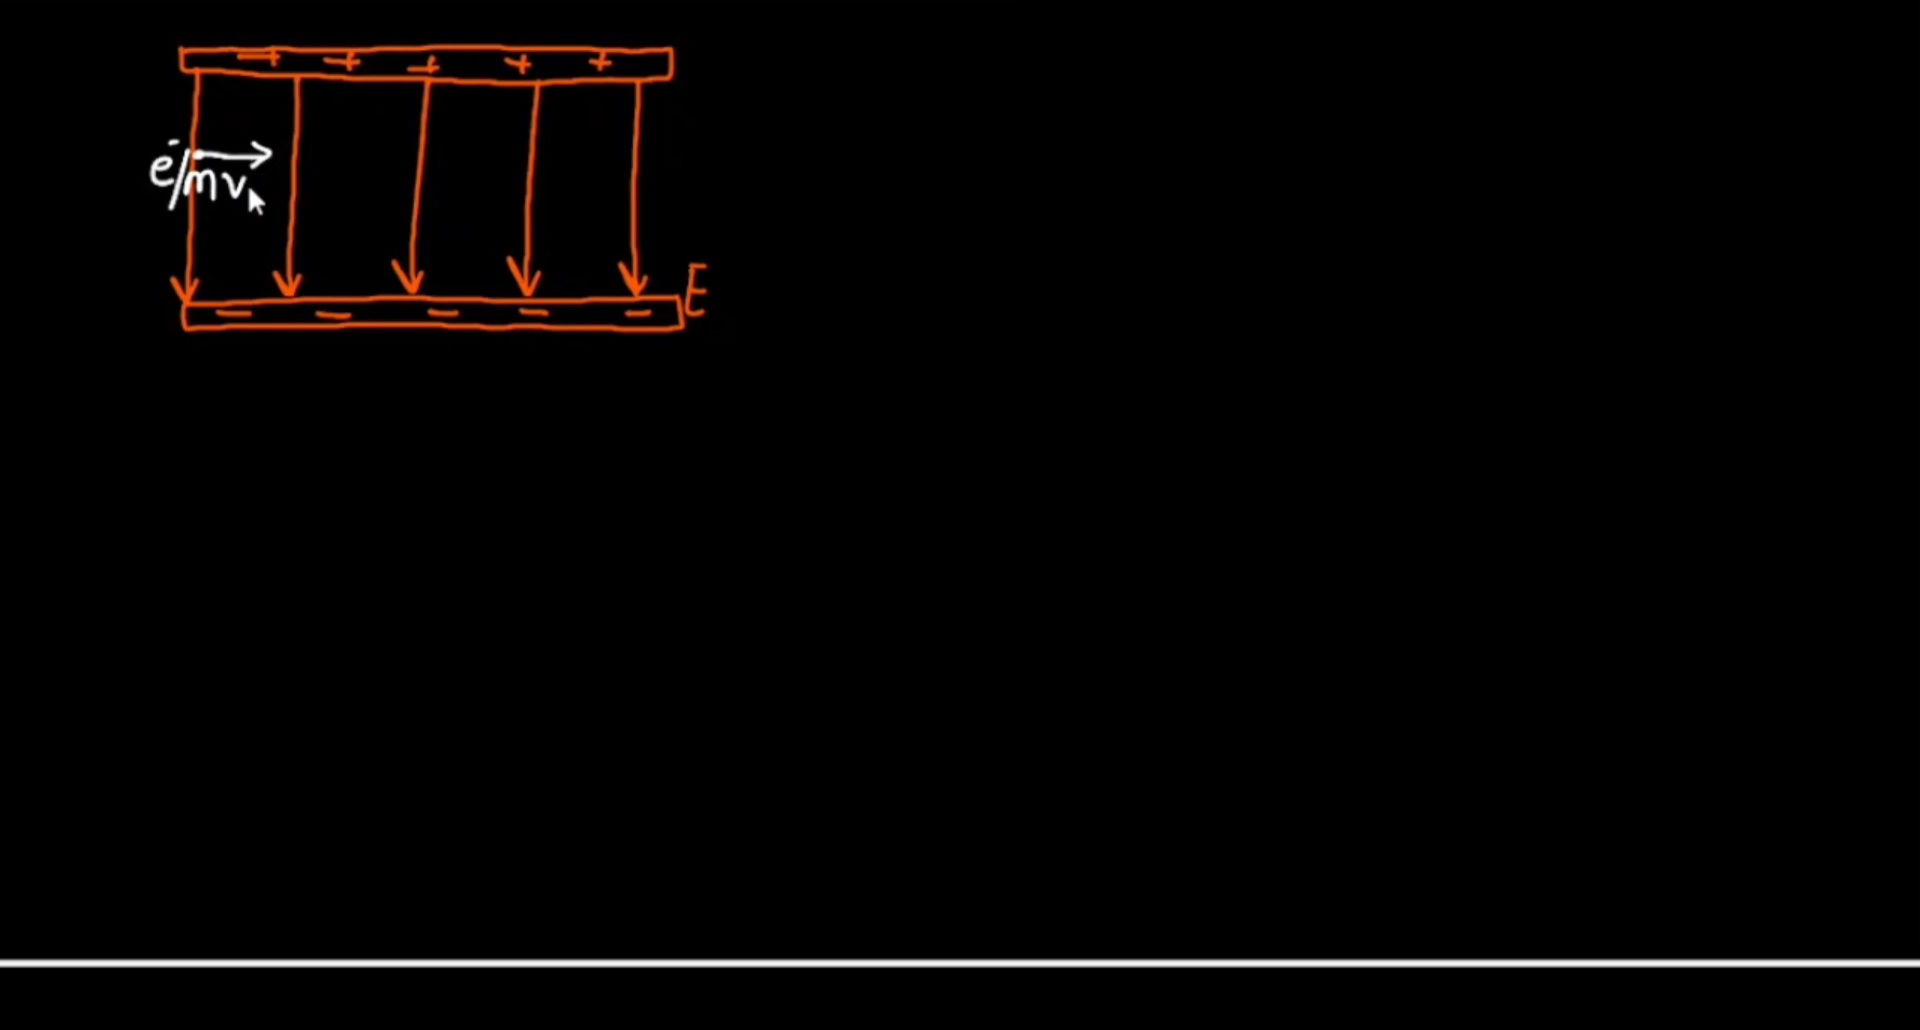 + + + + +
e⁻/mv
E
- - - - -